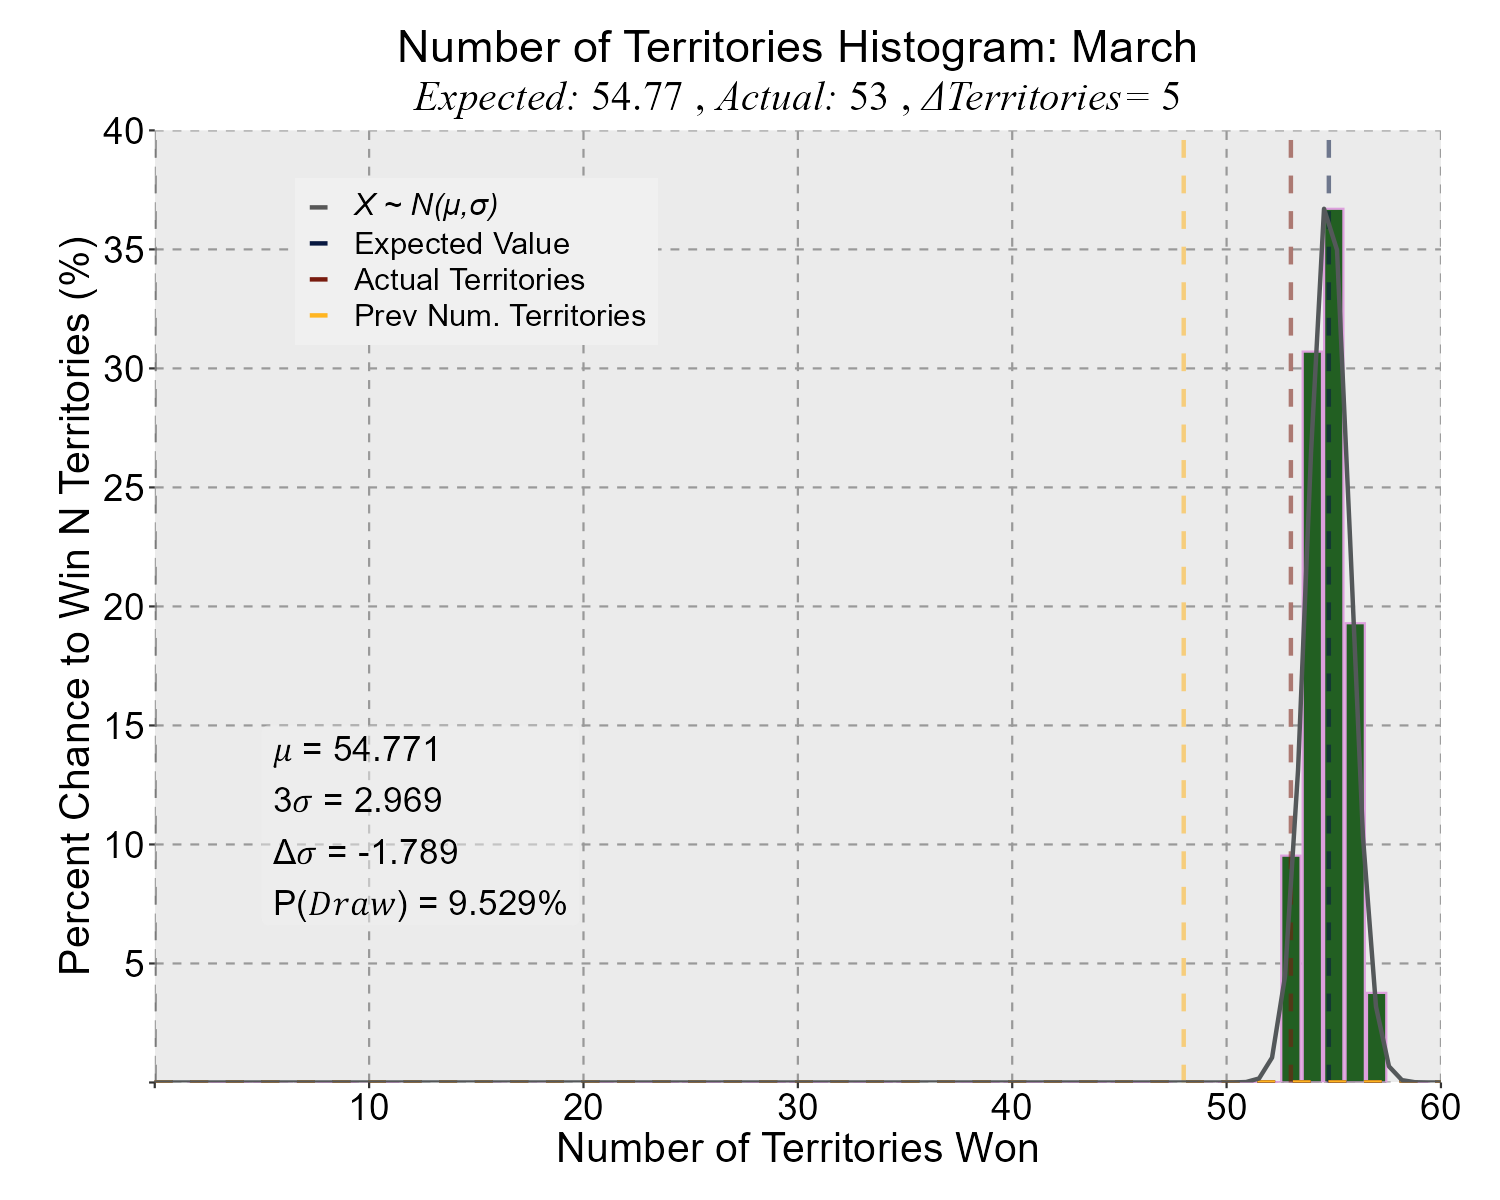 Number of Territories Histogram: March
Expected: 54.77 , Actual: 53 , ΔTerritories= 5
Percent Chance to Win N Territories (%)
40
35
30
25
20
15
10
5
X ~ N(μ,σ)
Expected Value
Actual Territories
Prev Num. Territories
μ = 54.771
3σ = 2.969
Δσ = -1.789
P(Draw) = 9.529%
10 20 30 40 50 60
Number of Territories Won